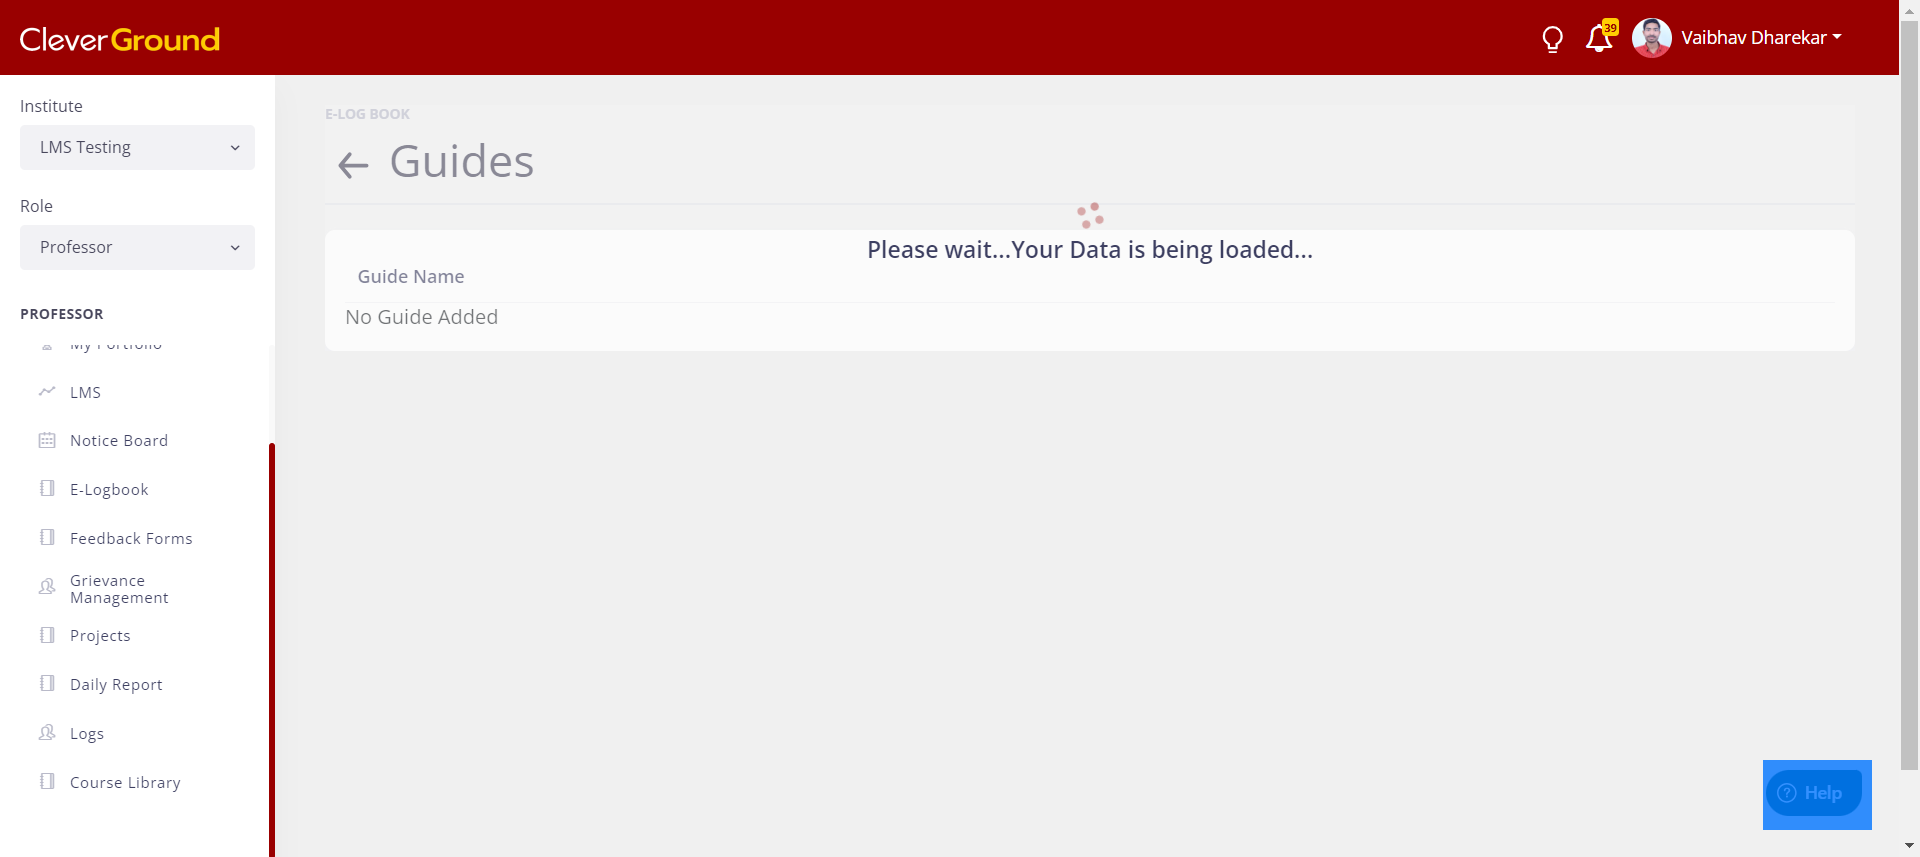 CleverGround
39
Vaibhav Dharekar
Institute
LMS Testing
Role
Professor
PROFESSOR
My Portfolio
LMS
Notice Board
E-Logbook
Feedback Forms
Grievance
Management
Projects
Daily Report
Logs
Course Library
E-LOG BOOK
Guides
Please wait...Your Data is being loaded...
Guide Name
No Guide Added
Help